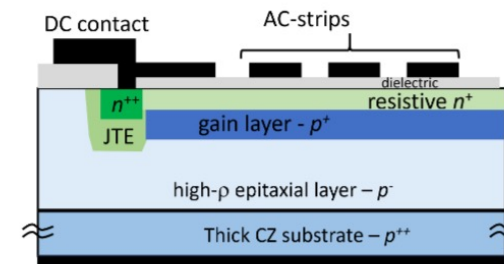 DC contact
AC-strips
dielectric
n++
resistive n+
gain layer - p+
JTE
high-ρ epitaxial layer – p-
Thick CZ substrate – p++